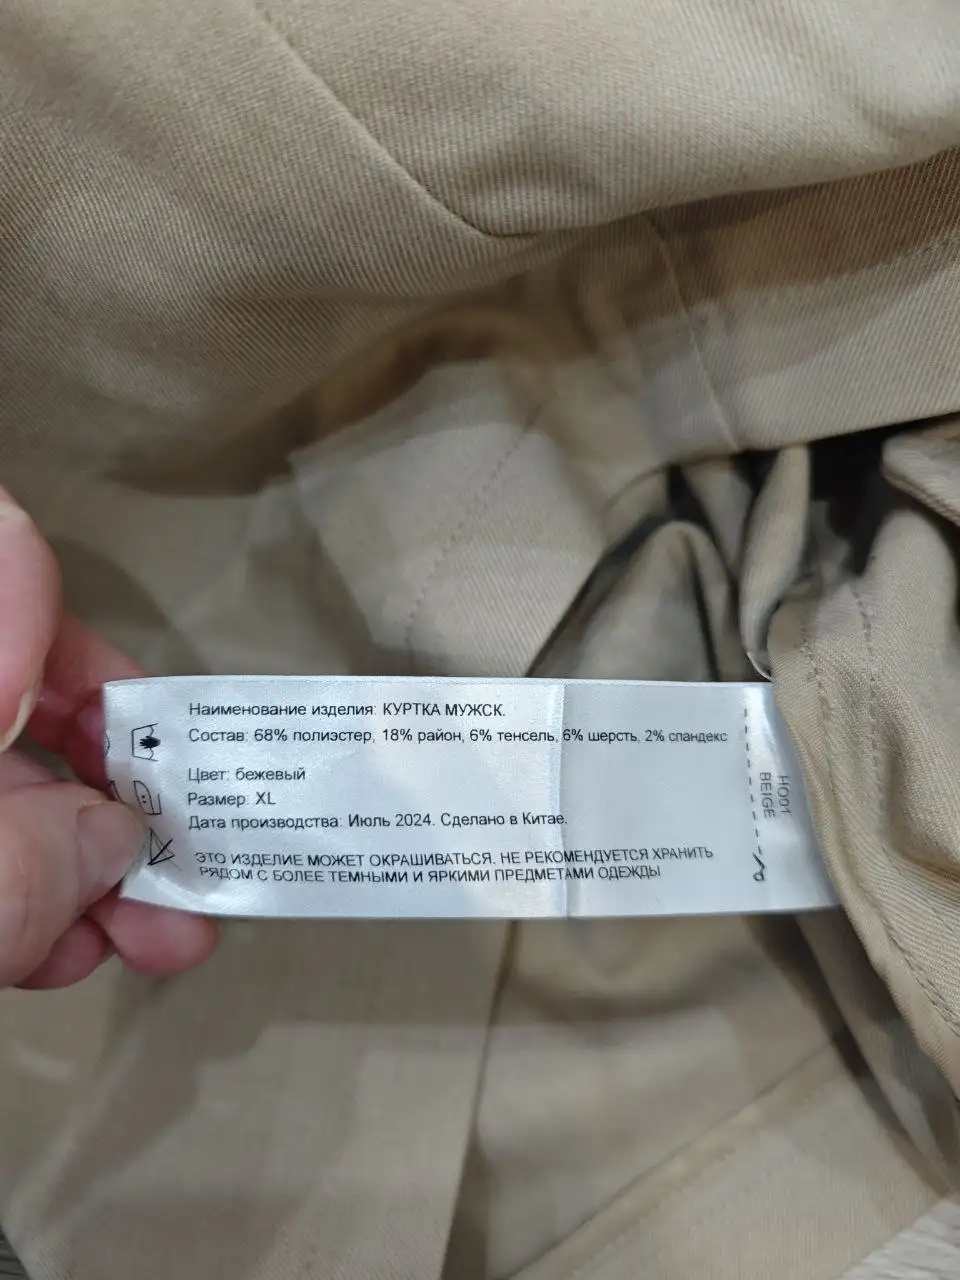 Наименование изделия: КУРТКА МУЖСК.
Состав: 68% полиэстер, 18% район, 6% тенсель, 6% шерсть, 2% спандекс
Цвет: бежевый
Размер: XL
Дата производства: Июль 2024. Сделано в Китае.
ЭТО ИЗДЕЛИЕ МОЖЕТ ОКРАШИВАТЬСЯ. НЕ РЕКОМЕНДУЕТСЯ ХРАНИТЬ
РЯДОМ С БОЛЕЕ ТЕМНЫМИ И ЯРКИМИ ПРЕДМЕТАМИ ОДЕЖДЫ
HO01
BEIGE